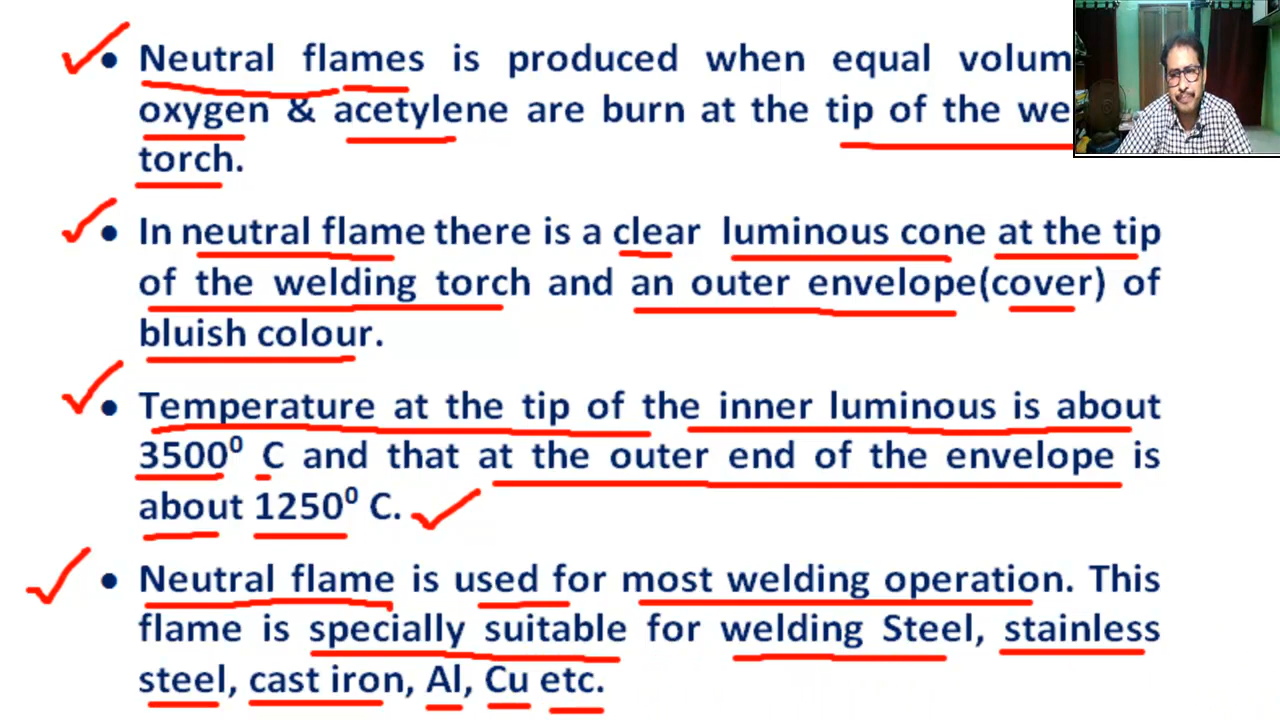 • Neutral flames is produced when equal volum
oxygen & acetylene are burn at the tip of the we
torch.
• In neutral flame there is a clear luminous cone at the tip
of the welding torch and an outer envelope(cover) of
bluish colour.
• Temperature at the tip of the inner luminous is about
3500⁰ C and that at the outer end of the envelope is
about 1250⁰ C.
• Neutral flame is used for most welding operation. This
flame is specially suitable for welding Steel, stainless
steel, cast iron, Al, Cu etc.